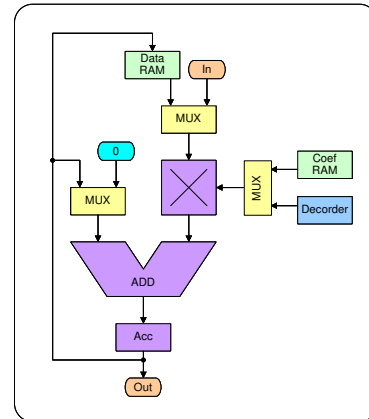 Data
RAM
In
MUX
0
Coef
RAM
MUX
MUX
Decorder
ADD
Acc
Out